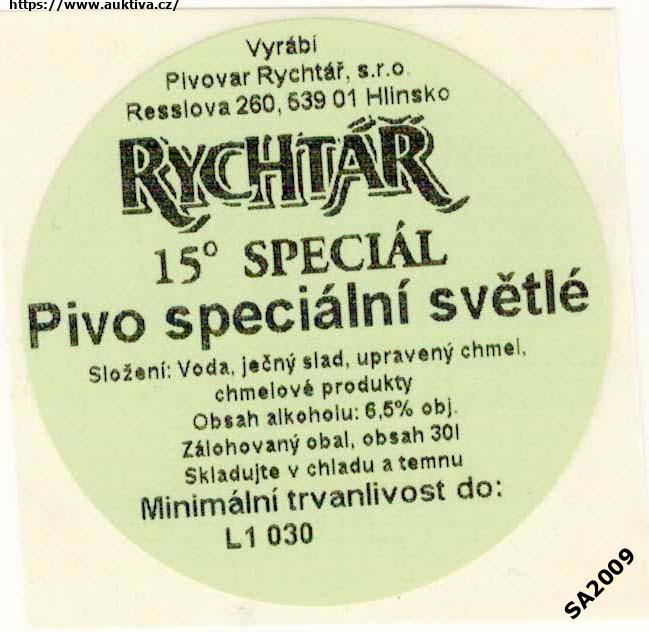 https://www.auktiva.cz/
Vyrábí
Pivovar Rychtář, s.r.o.
Resslova 260, 539 01 Hlinsko
RYCHTÁŘ
15° SPECIÁL
Pivo speciální světlé
Složení: Voda, ječný slad, upravený chmel,
chmelové produkty
Obsah alkoholu: 6,5% obj.
Zálohovaný obal, obsah 30l
Skladujte v chladu a temnu
Minimální trvanlivost do:
L1 030
SA2009